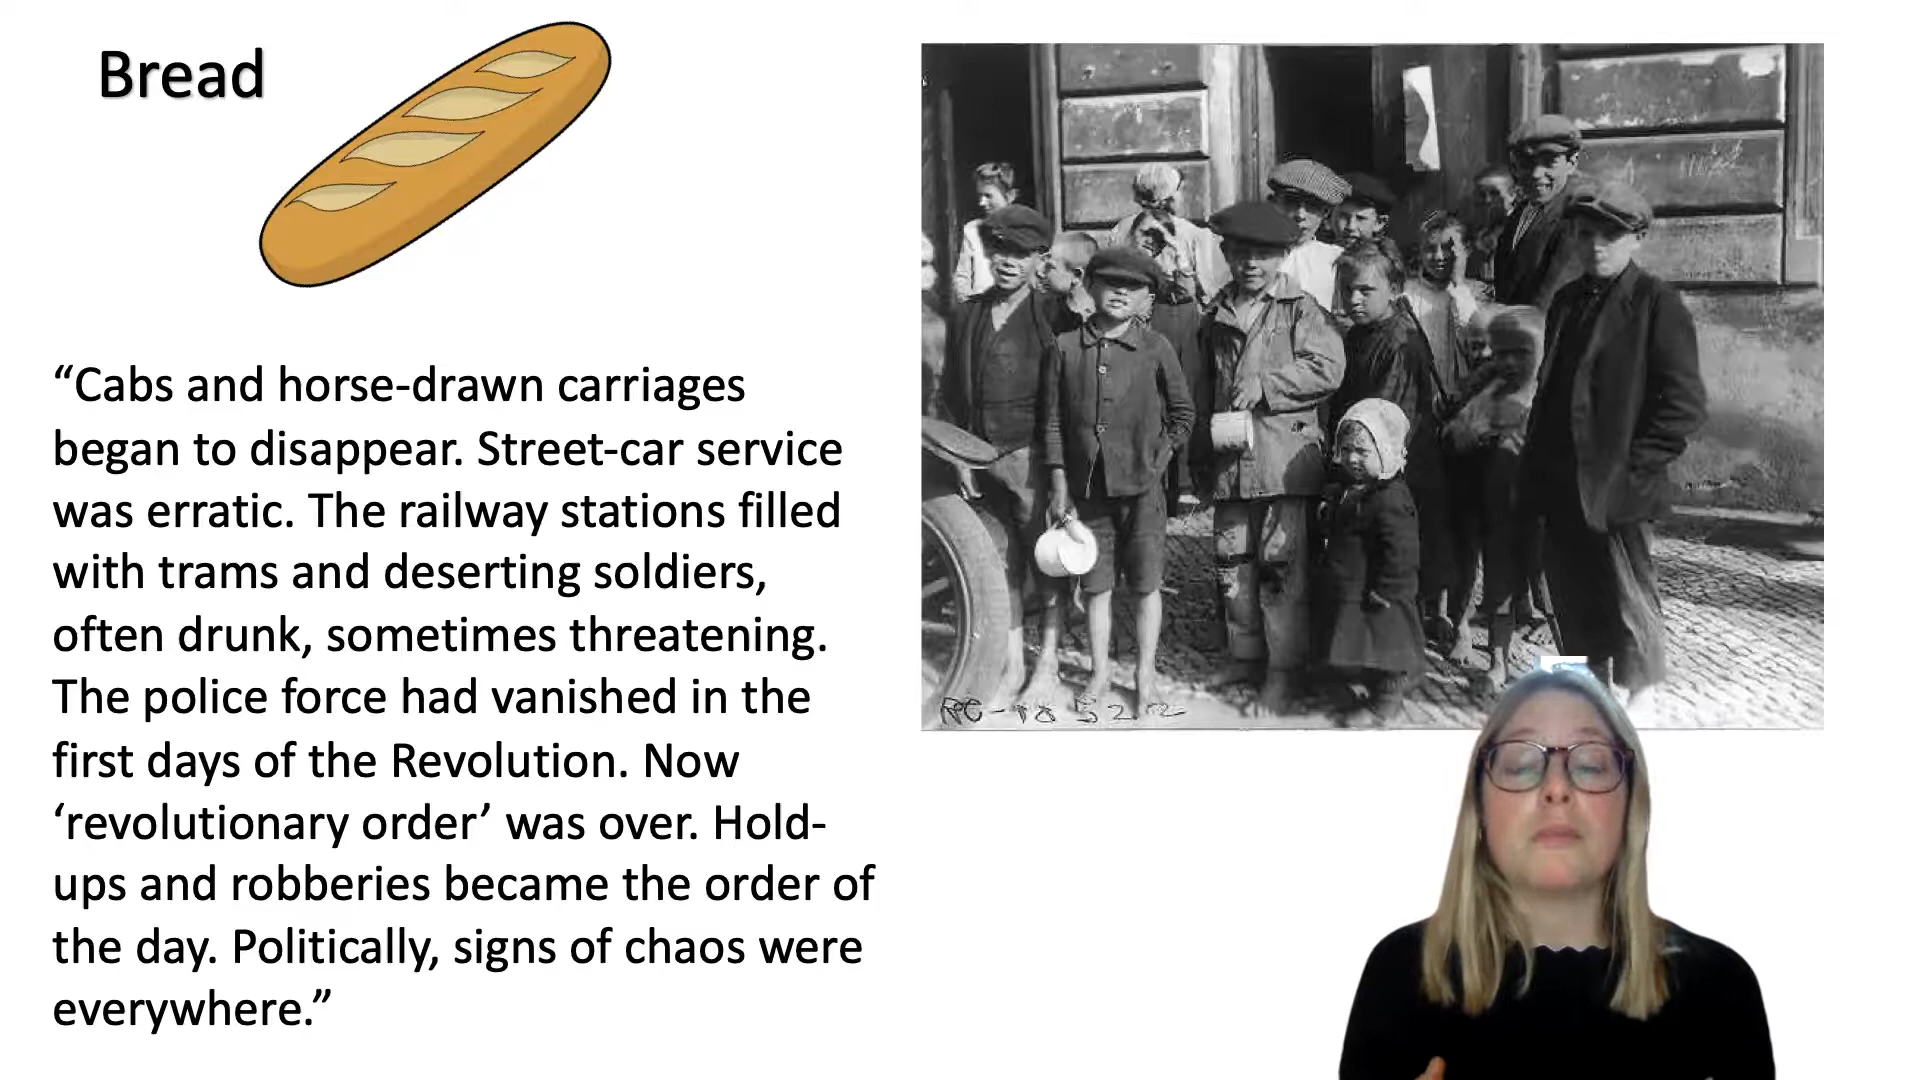 Bread
“Cabs and horse-drawn carriages
began to disappear. Street-car service
was erratic. The railway stations filled
with trams and deserting soldiers,
often drunk, sometimes threatening.
The police force had vanished in the
first days of the Revolution. Now
‘revolutionary order’ was over. Hold-
ups and robberies became the order of
the day. Politically, signs of chaos were
everywhere.”